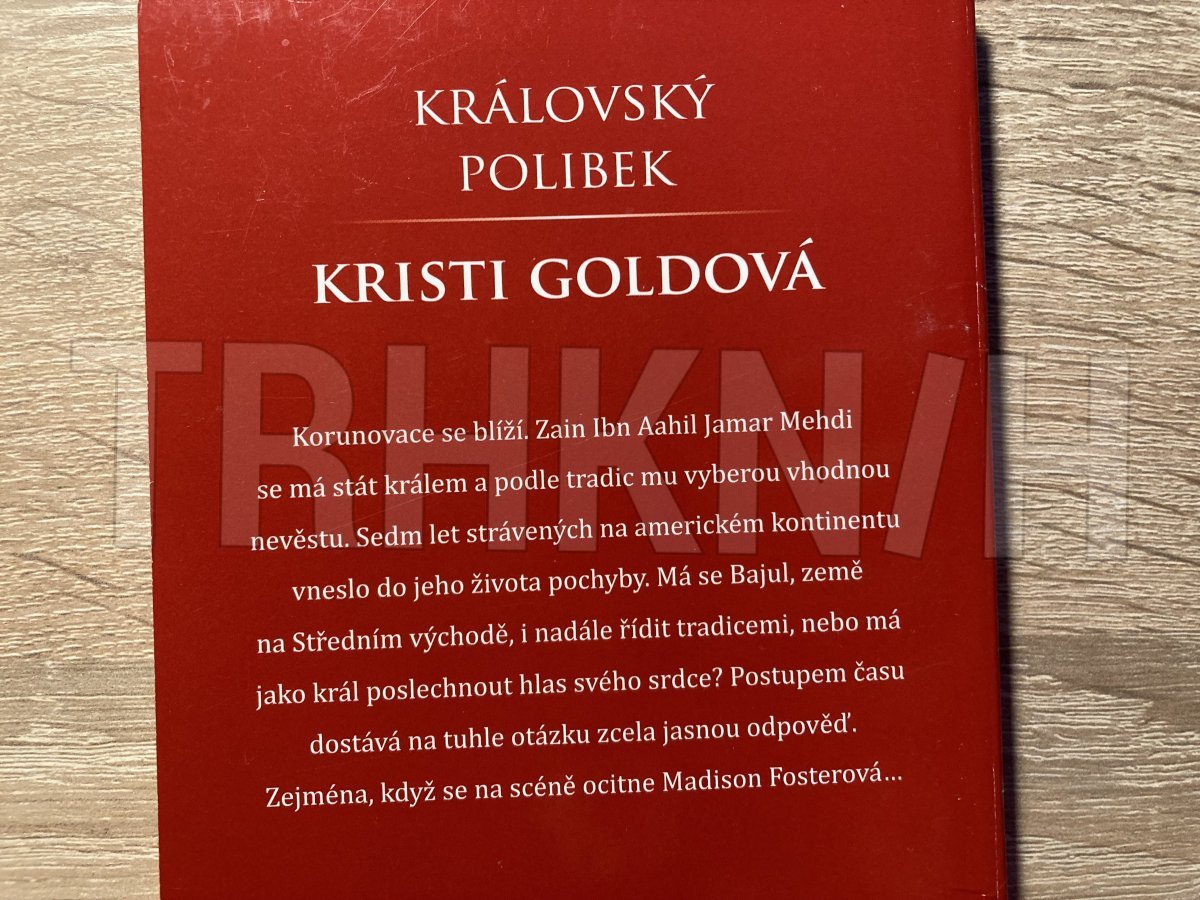 KRÁLOVSKÝ
POLIBEK
KRISTI GOLDOVÁ
TRHKNIH
Korunovace se blíží. Zain Ibn Aahil Jamar Mehdi
se má stát králem a podle tradic mu vyberou vhodnou
nevěstu. Sedm let strávených na americkém kontinentu
vneslo do jeho života pochyby. Má se Bajul, země
na Středním východě, i nadále řídit tradicemi, nebo má
jako král poslechnout hlas svého srdce? Postupem času
dostává na tuhle otázku zcela jasnou odpověď.
Zejména, když se na scéně ocitne Madison Fosterová...